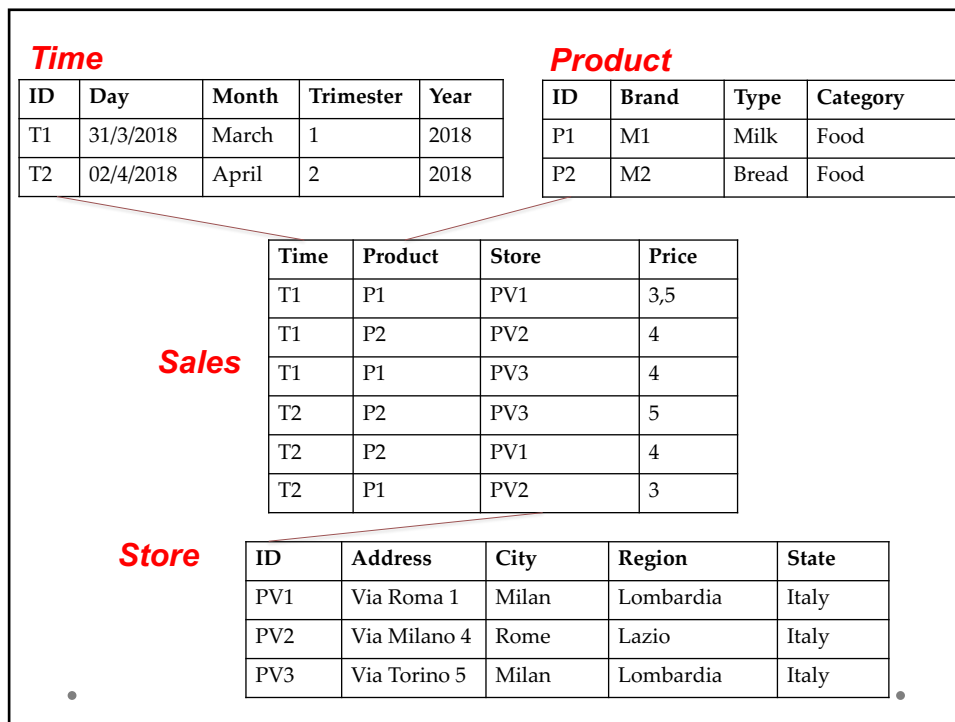 Time
ID Day Month Trimester Year
T1 31/3/2018 March 1 2018
T2 02/4/2018 April 2 2018
Product
ID Brand Type Category
P1 M1 Milk Food
P2 M2 Bread Food
Sales
Time Product Store Price
T1 P1 PV1 3,5
T1 P2 PV2 4
T1 P1 PV3 4
T2 P2 PV3 5
T2 P2 PV1 4
T2 P1 PV2 3
Store
ID Address City Region State
PV1 Via Roma 1 Milan Lombardia Italy
PV2 Via Milano 4 Rome Lazio Italy
PV3 Via Torino 5 Milan Lombardia Italy